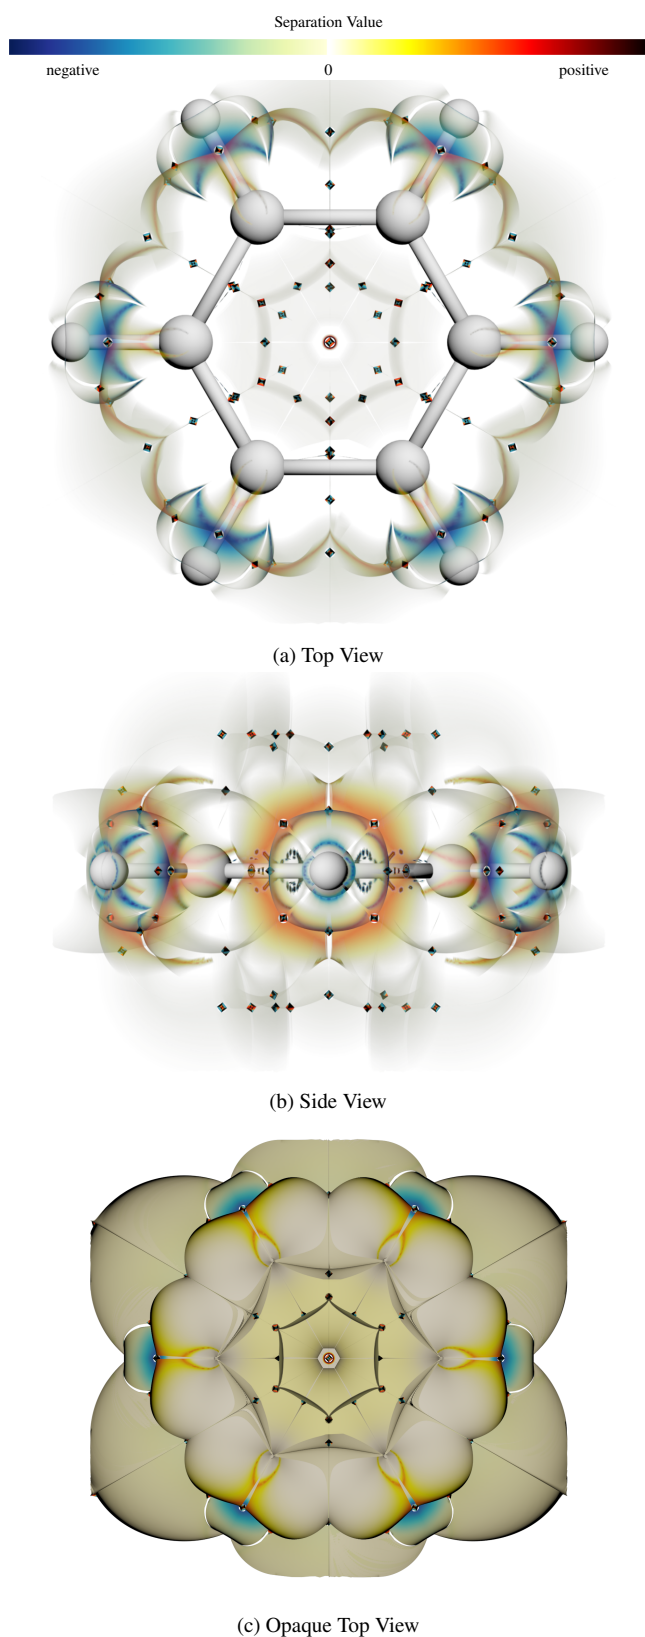 Separation Value
negative 0 positive
(a) Top View
(b) Side View
(c) Opaque Top View